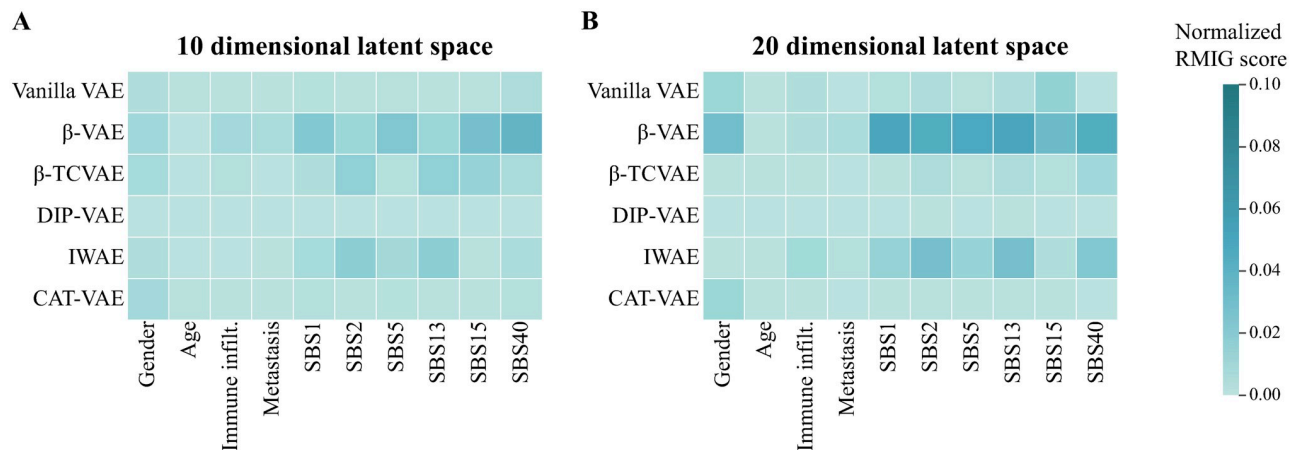 A
10 dimensional latent space
Vanilla VAE
β-VAE
β-TCVAE
DIP-VAE
IWAE
CAT-VAE
Gender
Age
Immune infilt.
Metastasis
SBS1
SBS2
SBS5
SBS13
SBS15
SBS40
B
20 dimensional latent space
Vanilla VAE
β-VAE
β-TCVAE
DIP-VAE
IWAE
CAT-VAE
Gender
Age
Immune infilt.
Metastasis
SBS1
SBS2
SBS5
SBS13
SBS15
SBS40
Normalized
RMIG score
0.10
0.08
0.06
0.04
0.02
0.00